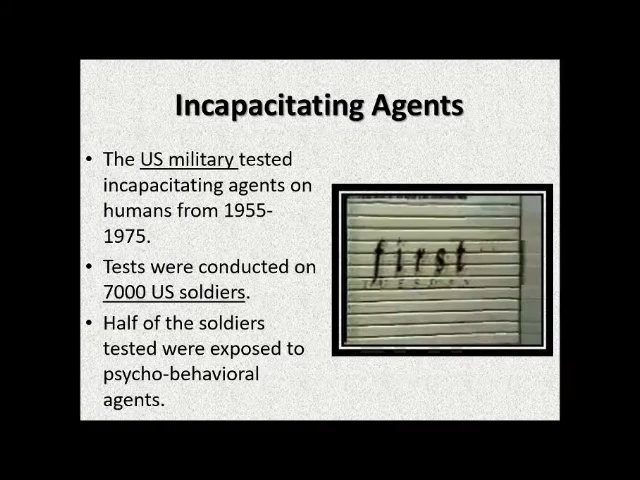 Incapacitating Agents
• The US military tested
incapacitating agents on
humans from 1955-
1975.
• Tests were conducted on
7000 US soldiers.
• Half of the soldiers
tested were exposed to
psycho-behavioral
agents.
first
TUESDAY